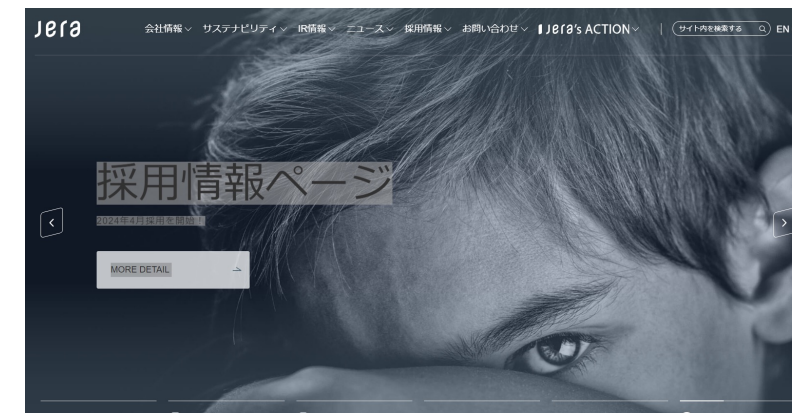 Jera
会社情報
サステナビリティ
IR情報
ニュース
採用情報
お問い合わせ
Jera's ACTION
サイト内を検索する
EN
採用情報ページ
2024年4月採用を開始！
MORE DETAIL